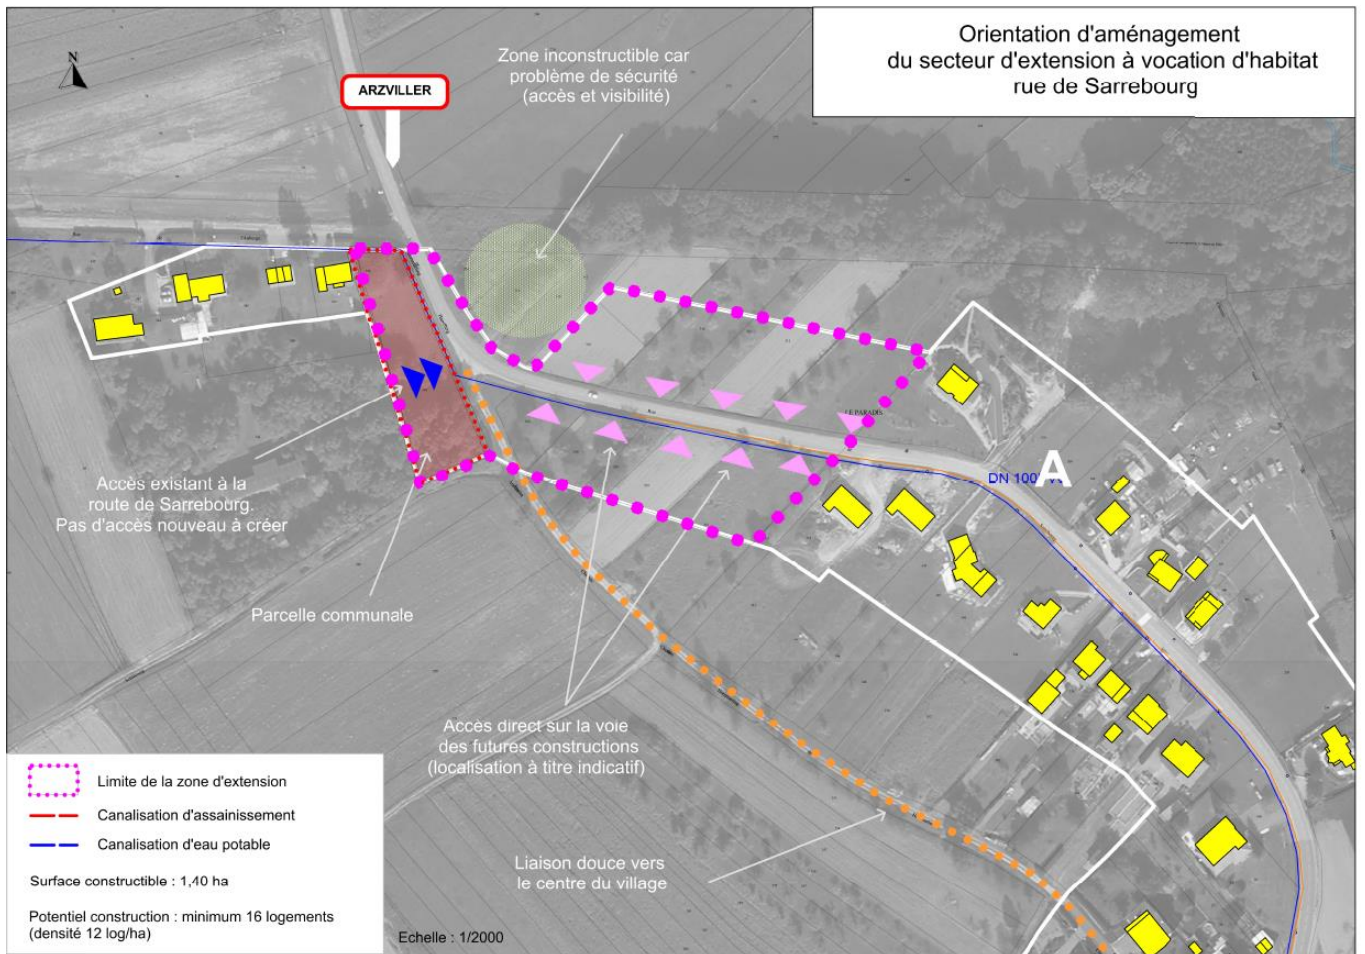 Orientation d'aménagement
du secteur d'extension à vocation d'habitat
rue de Sarrebourg
N
ARZVILLER
Zone inconstructible car
problème de sécurité
(accès et visibilité)
LE PARADIS
DN 100
A
Accès existant à la
route de Sarrebourg.
Pas d'accès nouveau à créer
Parcelle communale
Accès direct sur la voie
des futures constructions
(localisation à titre indicatif)
Liaison douce vers
le centre du village
Limite de la zone d'extension
Canalisation d'assainissement
Canalisation d'eau potable
Surface constructible : 1,40 ha
Potentiel construction : minimum 16 logements
(densité 12 log/ha)
Echelle : 1/2000